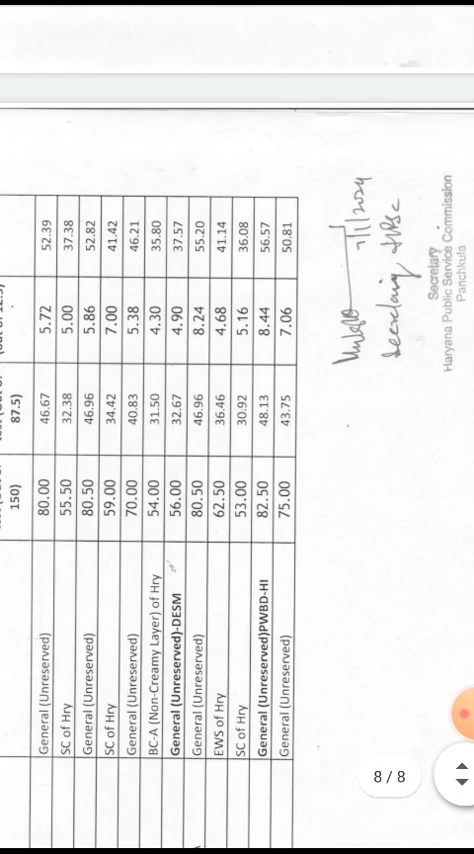 150) 87.5)
General (Unreserved) 80.00 46.67 5.72 52.39
SC of Hry 55.50 32.38 5.00 37.38
General (Unreserved) 80.50 46.96 5.86 52.82
SC of Hry 59.00 34.42 7.00 41.42
General (Unreserved) 70.00 40.83 5.38 46.21
BC-A (Non-Creamy Layer) of Hry 54.00 31.50 4.30 35.80
General (Unreserved)-DESM 56.00 32.67 4.90 37.57
General (Unreserved) 80.50 46.96 8.24 55.20
EWS of Hry 62.50 36.46 4.68 41.14
SC of Hry 53.00 30.92 5.16 36.08
General (Unreserved)PWBD-HI 82.50 48.13 8.44 56.57
General (Unreserved) 75.00 43.75 7.06 50.81
7/1/2024
Secretary HPSC
Secretary
Haryana Public Service Commission
Panchkula
8 / 8